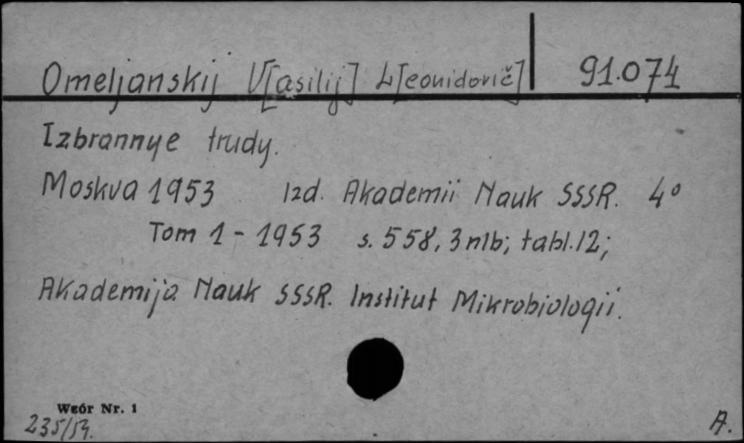 Omeljanskij V[asilij] L[eonidovič] 91.074
Izbrannye trudy.
Moskva 1953 Izd. Akademii Nauk SSSR. 4°
Tom 1 - 1953 s. 558, 3 nlb; tabl. 12;
Akademija Nauk SSSR. Institut Mikrobiologii.
Wzór Nr. 1
235/54.
A.